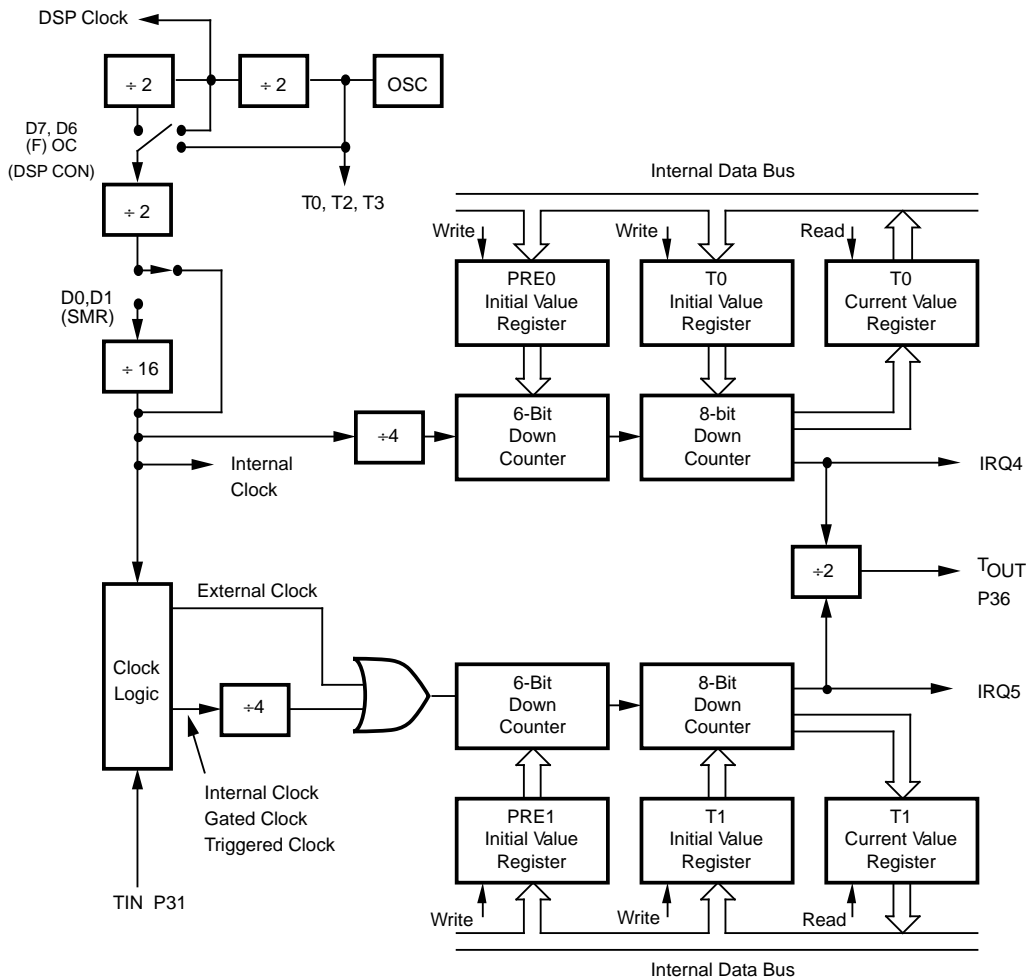 DSP Clock
÷ 2
÷ 2
OSC
D7, D6
(F) OC
(DSP CON)
T0, T2, T3
÷ 2
D0,D1
(SMR)
÷ 16
Internal Data Bus
Write
Write
Read
PRE0
Initial Value
Register
T0
Initial Value
Register
T0
Current Value
Register
÷4
6-Bit
Down
Counter
8-bit
Down
Counter
Internal
Clock
IRQ4
÷2
TOUT
P36
External Clock
Clock
Logic
÷4
6-Bit
Down
Counter
8-Bit
Down
Counter
IRQ5
Internal Clock
Gated Clock
Triggered Clock
PRE1
Initial Value
Register
T1
Initial Value
Register
T1
Current Value
Register
TIN P31
Write
Write
Read
Internal Data Bus